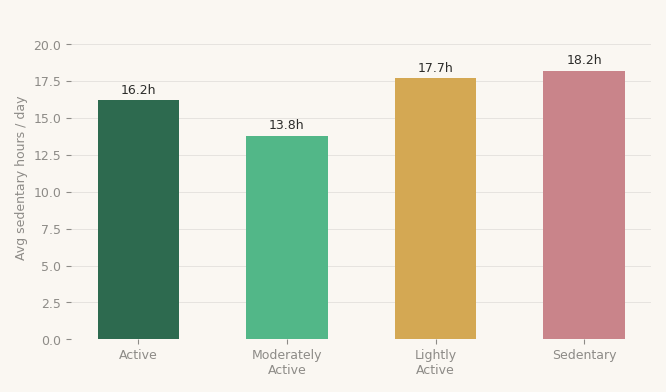 20.0
17.5
15.0
12.5
10.0
7.5
5.0
2.5
0.0
Avg sedentary hours / day
16.2h
13.8h
17.7h
18.2h
Active
Moderately
Active
Lightly
Active
Sedentary